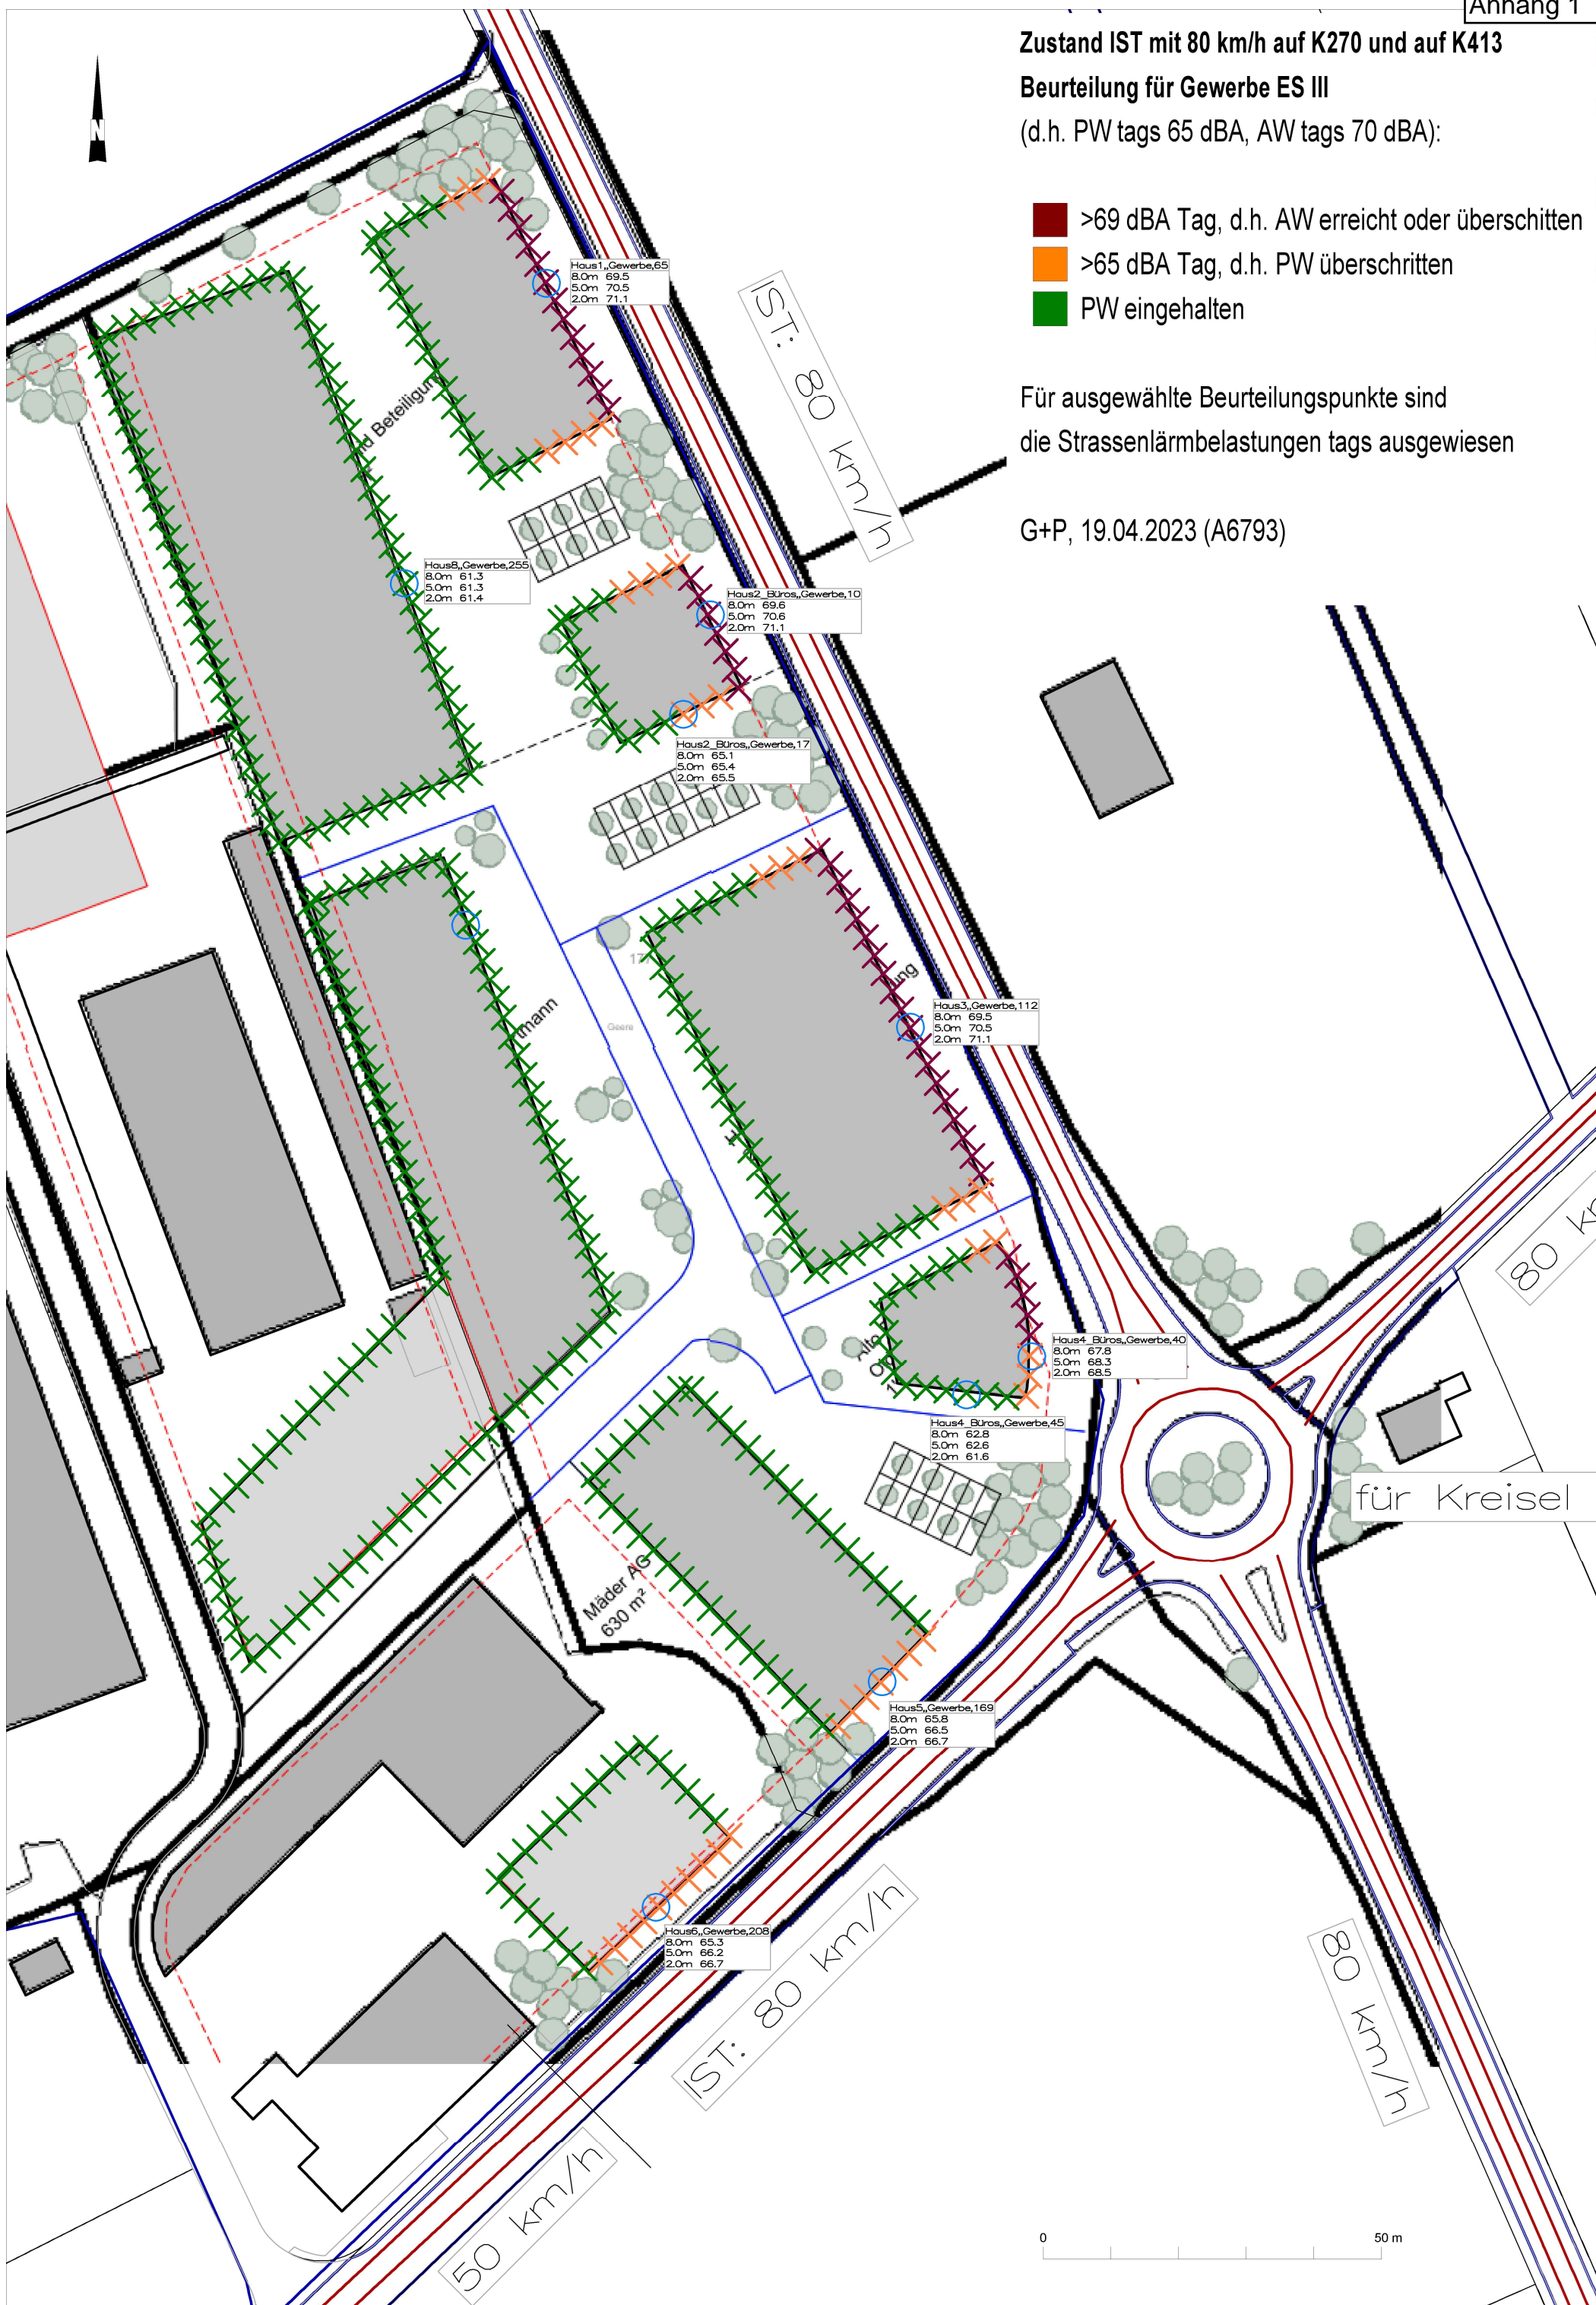 Anhang 1
Zustand IST mit 80 km/h auf K270 und auf K413
Beurteilung für Gewerbe ES III
(d.h. PW tags 65 dBA, AW tags 70 dBA):
>69 dBA Tag, d.h. AW erreicht oder überschitten
>65 dBA Tag, d.h. PW überschritten
PW eingehalten
Für ausgewählte Beurteilungspunkte sind
die Strassenlärmbelastungen tags ausgewiesen
G+P, 19.04.2023 (A6793)
N
Haus1,,Gewerbe,65
8.0m 69.5
5.0m 70.5
2.0m 71.1
IST: 80 km/h
nd Beteiligun
Haus8,,Gewerbe,255
8.0m 61.3
5.0m 61.3
2.0m 61.4
Haus2_Büros,,Gewerbe,10
8.0m 69.6
5.0m 70.6
2.0m 71.1
Haus2_Büros,,Gewerbe,17
8.0m 65.1
5.0m 65.4
2.0m 65.5
ung
tmann
Haus3,,Gewerbe,112
8.0m 69.5
5.0m 70.5
2.0m 71.1
80 km
Haus4_Büros,,Gewerbe,40
8.0m 67.8
5.0m 68.3
2.0m 68.5
Haus4_Büros,,Gewerbe,45
8.0m 62.8
5.0m 62.6
2.0m 61.6
für Kreisel
Mäder AG
630 m²
Haus5,,Gewerbe,169
8.0m 65.8
5.0m 66.5
2.0m 66.7
Haus6,,Gewerbe,208
8.0m 65.3
5.0m 66.2
2.0m 66.7
IST: 80 km/h
80 km/h
50 km/h
0 50 m